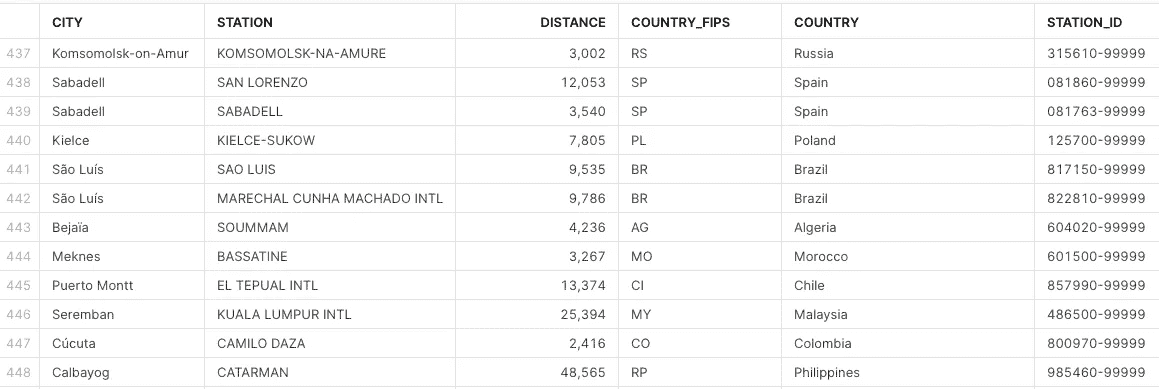 CITY STATION DISTANCE COUNTRY_FIPS COUNTRY STATION_ID
437 Komsomolsk-on-Amur KOMSOMOLSK-NA-AMURE 3,002 RS Russia 315610-99999
438 Sabadell SAN LORENZO 12,053 SP Spain 081860-99999
439 Sabadell SABADELL 3,540 SP Spain 081763-99999
440 Kielce KIELCE-SUKOW 7,805 PL Poland 125700-99999
441 São Luís SAO LUIS 9,535 BR Brazil 817150-99999
442 São Luís MARECHAL CUNHA MACHADO INTL 9,786 BR Brazil 822810-99999
443 Bejaïa SOUMMAM 4,236 AG Algeria 604020-99999
444 Meknes BASSATINE 3,267 MO Morocco 601500-99999
445 Puerto Montt EL TEPUAL INTL 13,374 CI Chile 857990-99999
446 Seremban KUALA LUMPUR INTL 25,394 MY Malaysia 486500-99999
447 Cúcuta CAMILO DAZA 2,416 CO Colombia 800970-99999
448 Calbayog CATARMAN 48,565 RP Philippines 985460-99999